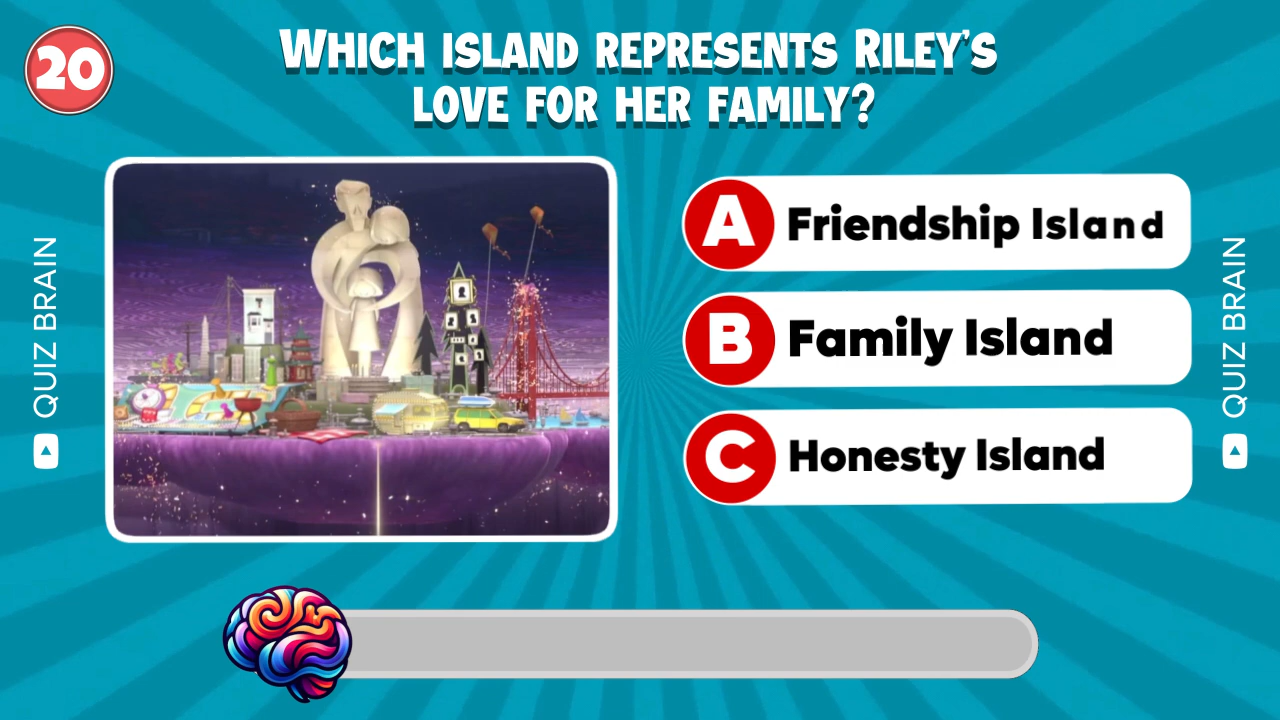 20
WHICH ISLAND REPRESENTS RILEY'S
LOVE FOR HER FAMILY?
A Friendship Island
B Family Island
C Honesty Island
QUIZ BRAIN
QUIZ BRAIN